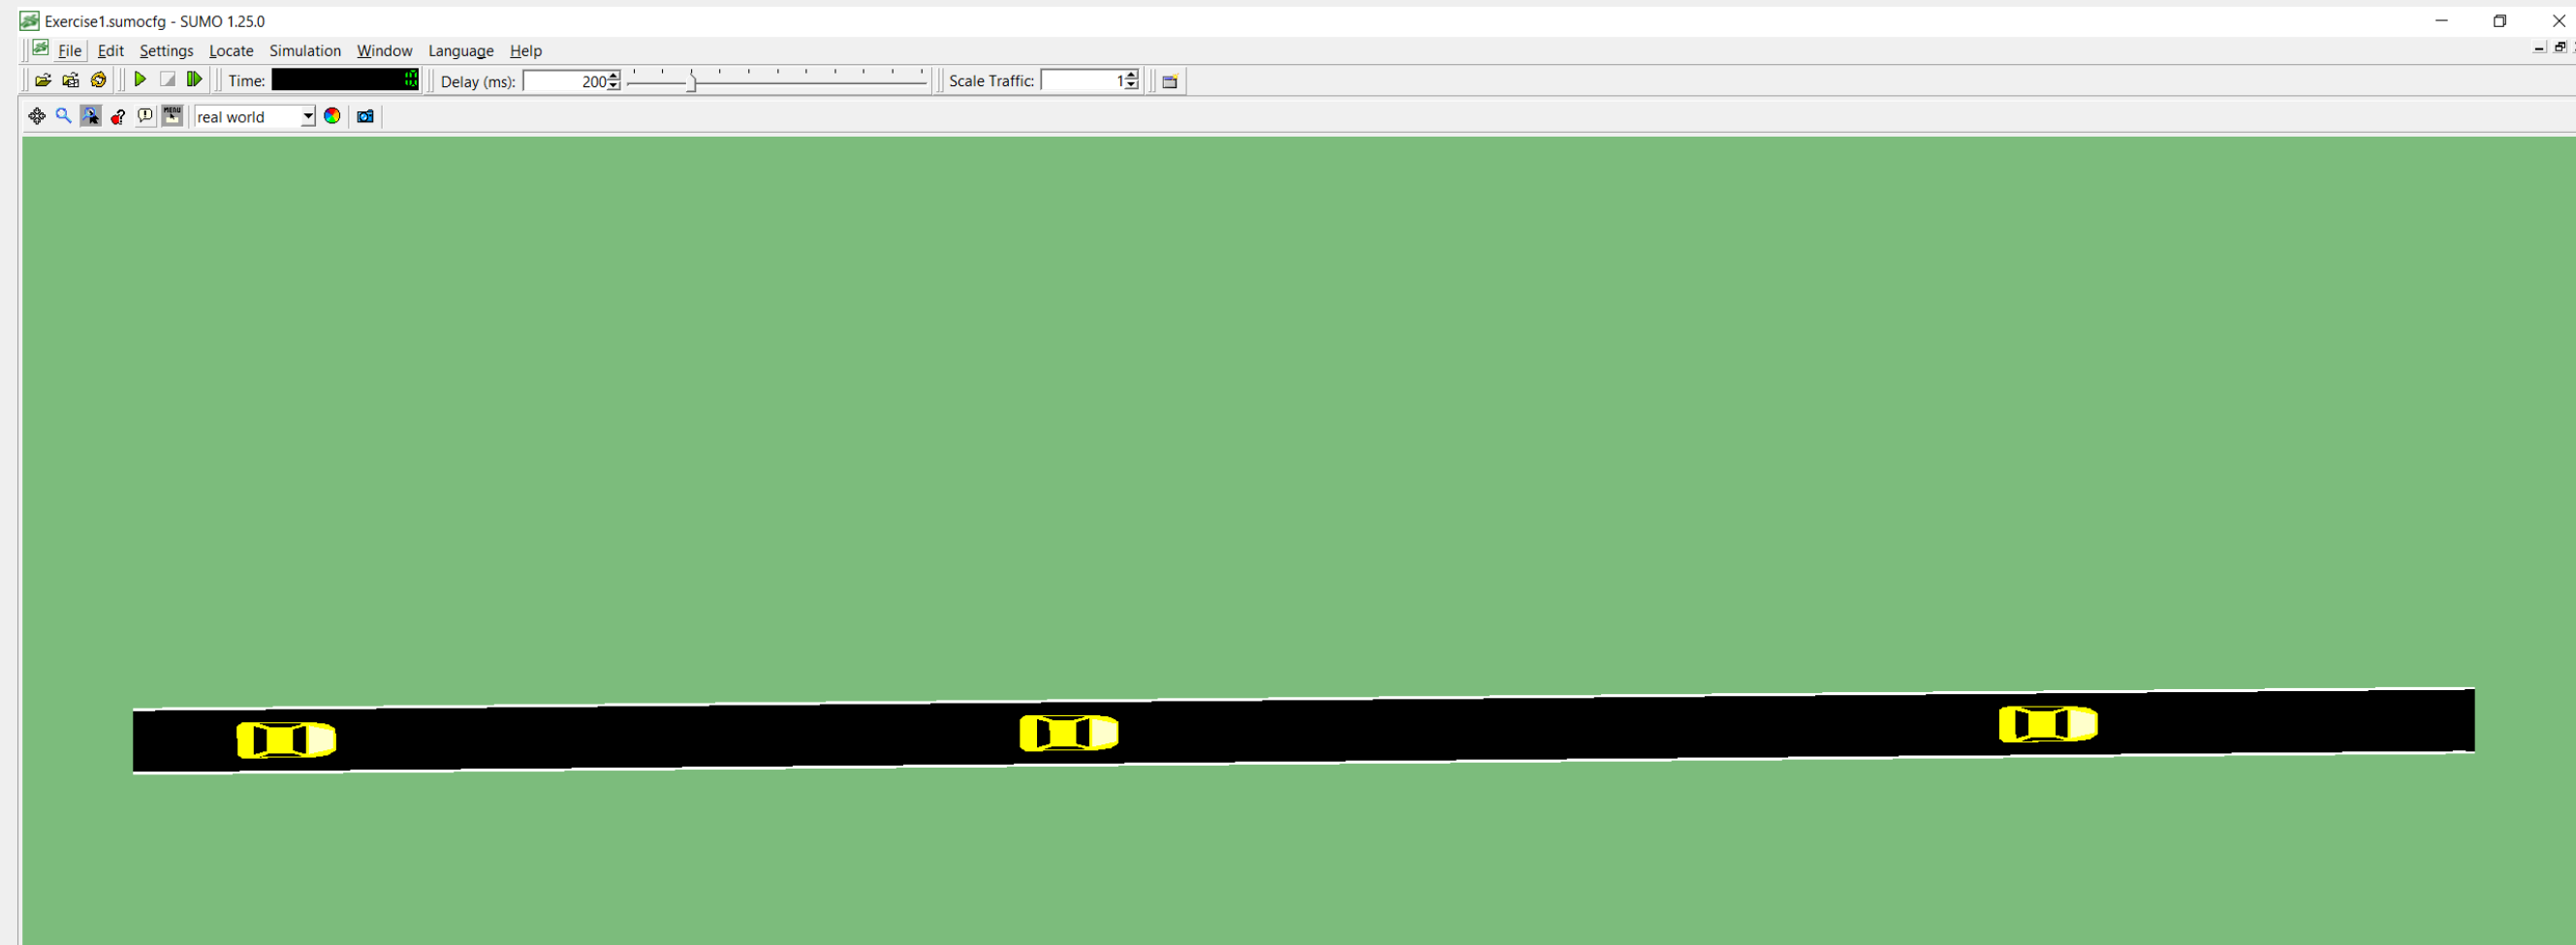 Exercise1.sumocfg - SUMO 1.25.0
File Edit Settings Locate Simulation Window Language Help
Time: Delay (ms): 200 Scale Traffic: 1
MENU real world